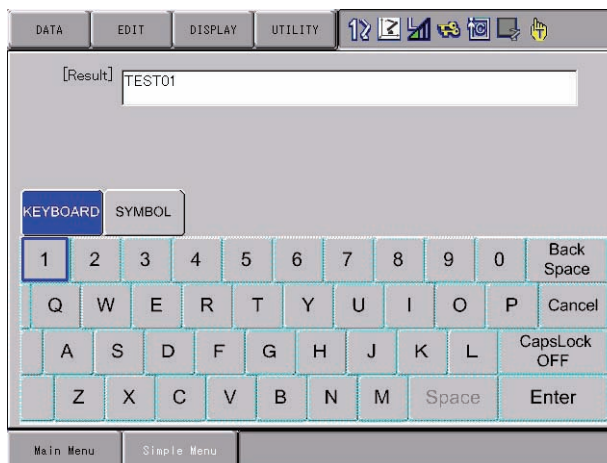 DATA EDIT DISPLAY UTILITY
[Result] TEST01
KEYBOARD SYMBOL
1 2 3 4 5 6 7 8 9 0 Back Space
Q W E R T Y U I O P Cancel
A S D F G H J K L CapsLock OFF
Z X C V B N M Space Enter
Main Menu Simple Menu